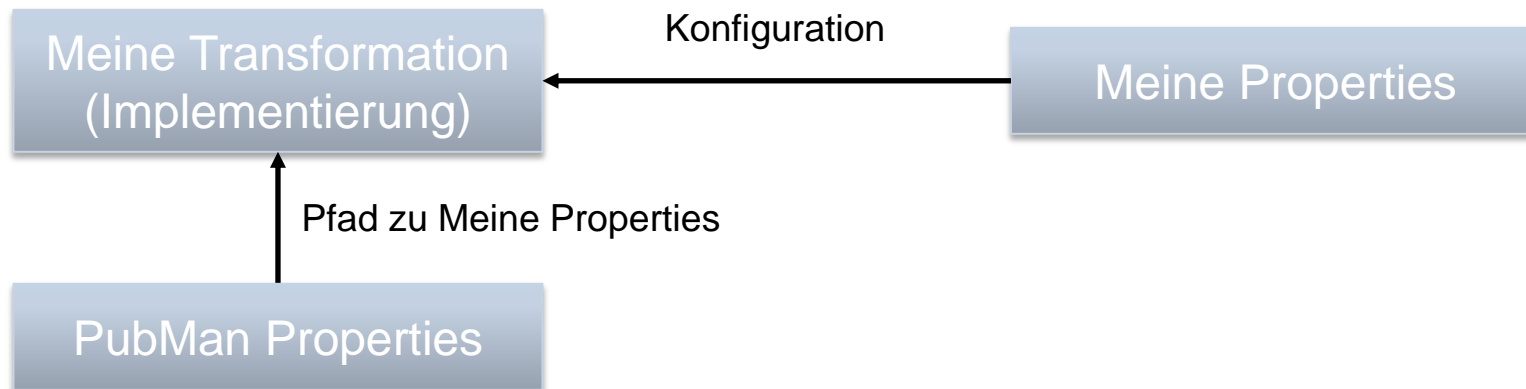 Konfiguration
Meine Transformation
(Implementierung)
Meine Properties
Pfad zu Meine Properties
PubMan Properties